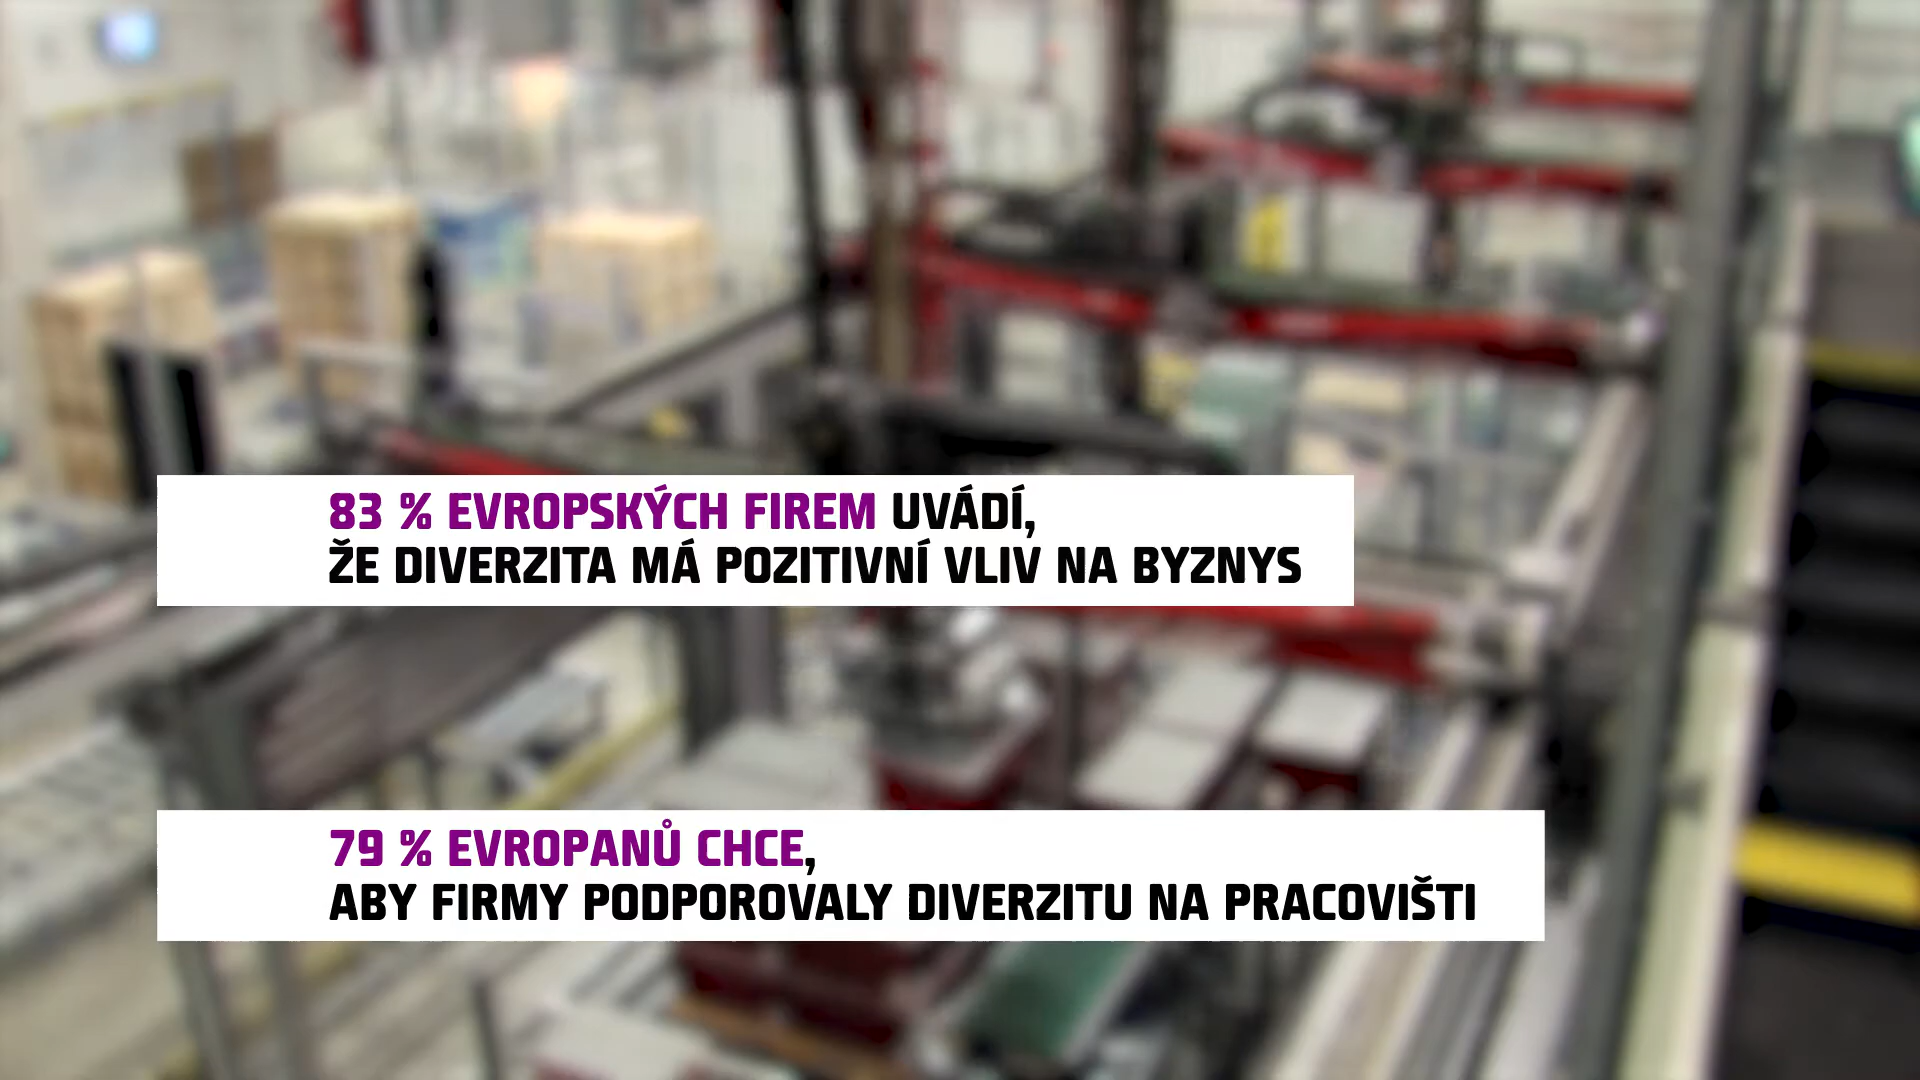 83 % EVROPSKÝCH FIREM UVÁDÍ,
ŽE DIVERZITA MÁ POZITIVNÍ VLIV NA BYZNYS
79 % EVROPANŮ CHCE,
ABY FIRMY PODPOROVALY DIVERZITU NA PRACOVIŠTI